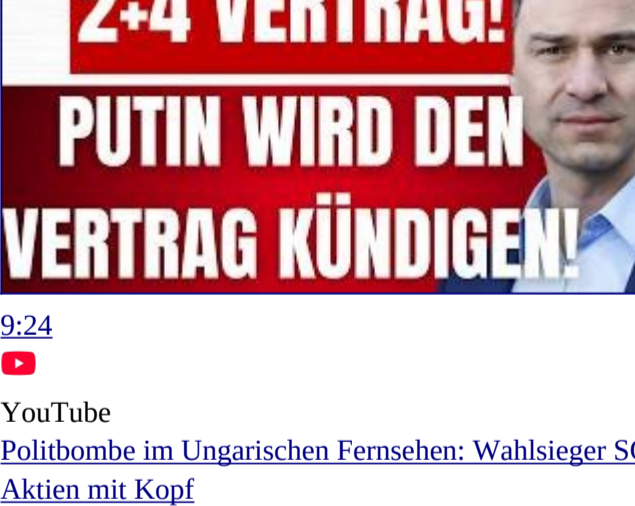 2+4 VERTRAG!
PUTIN WIRD DEN
VERTRAG KÜNDIGEN!
9:24
YouTube
Politbombe im Ungarischen Fernsehen: Wahlsieger
Aktien mit Kopf